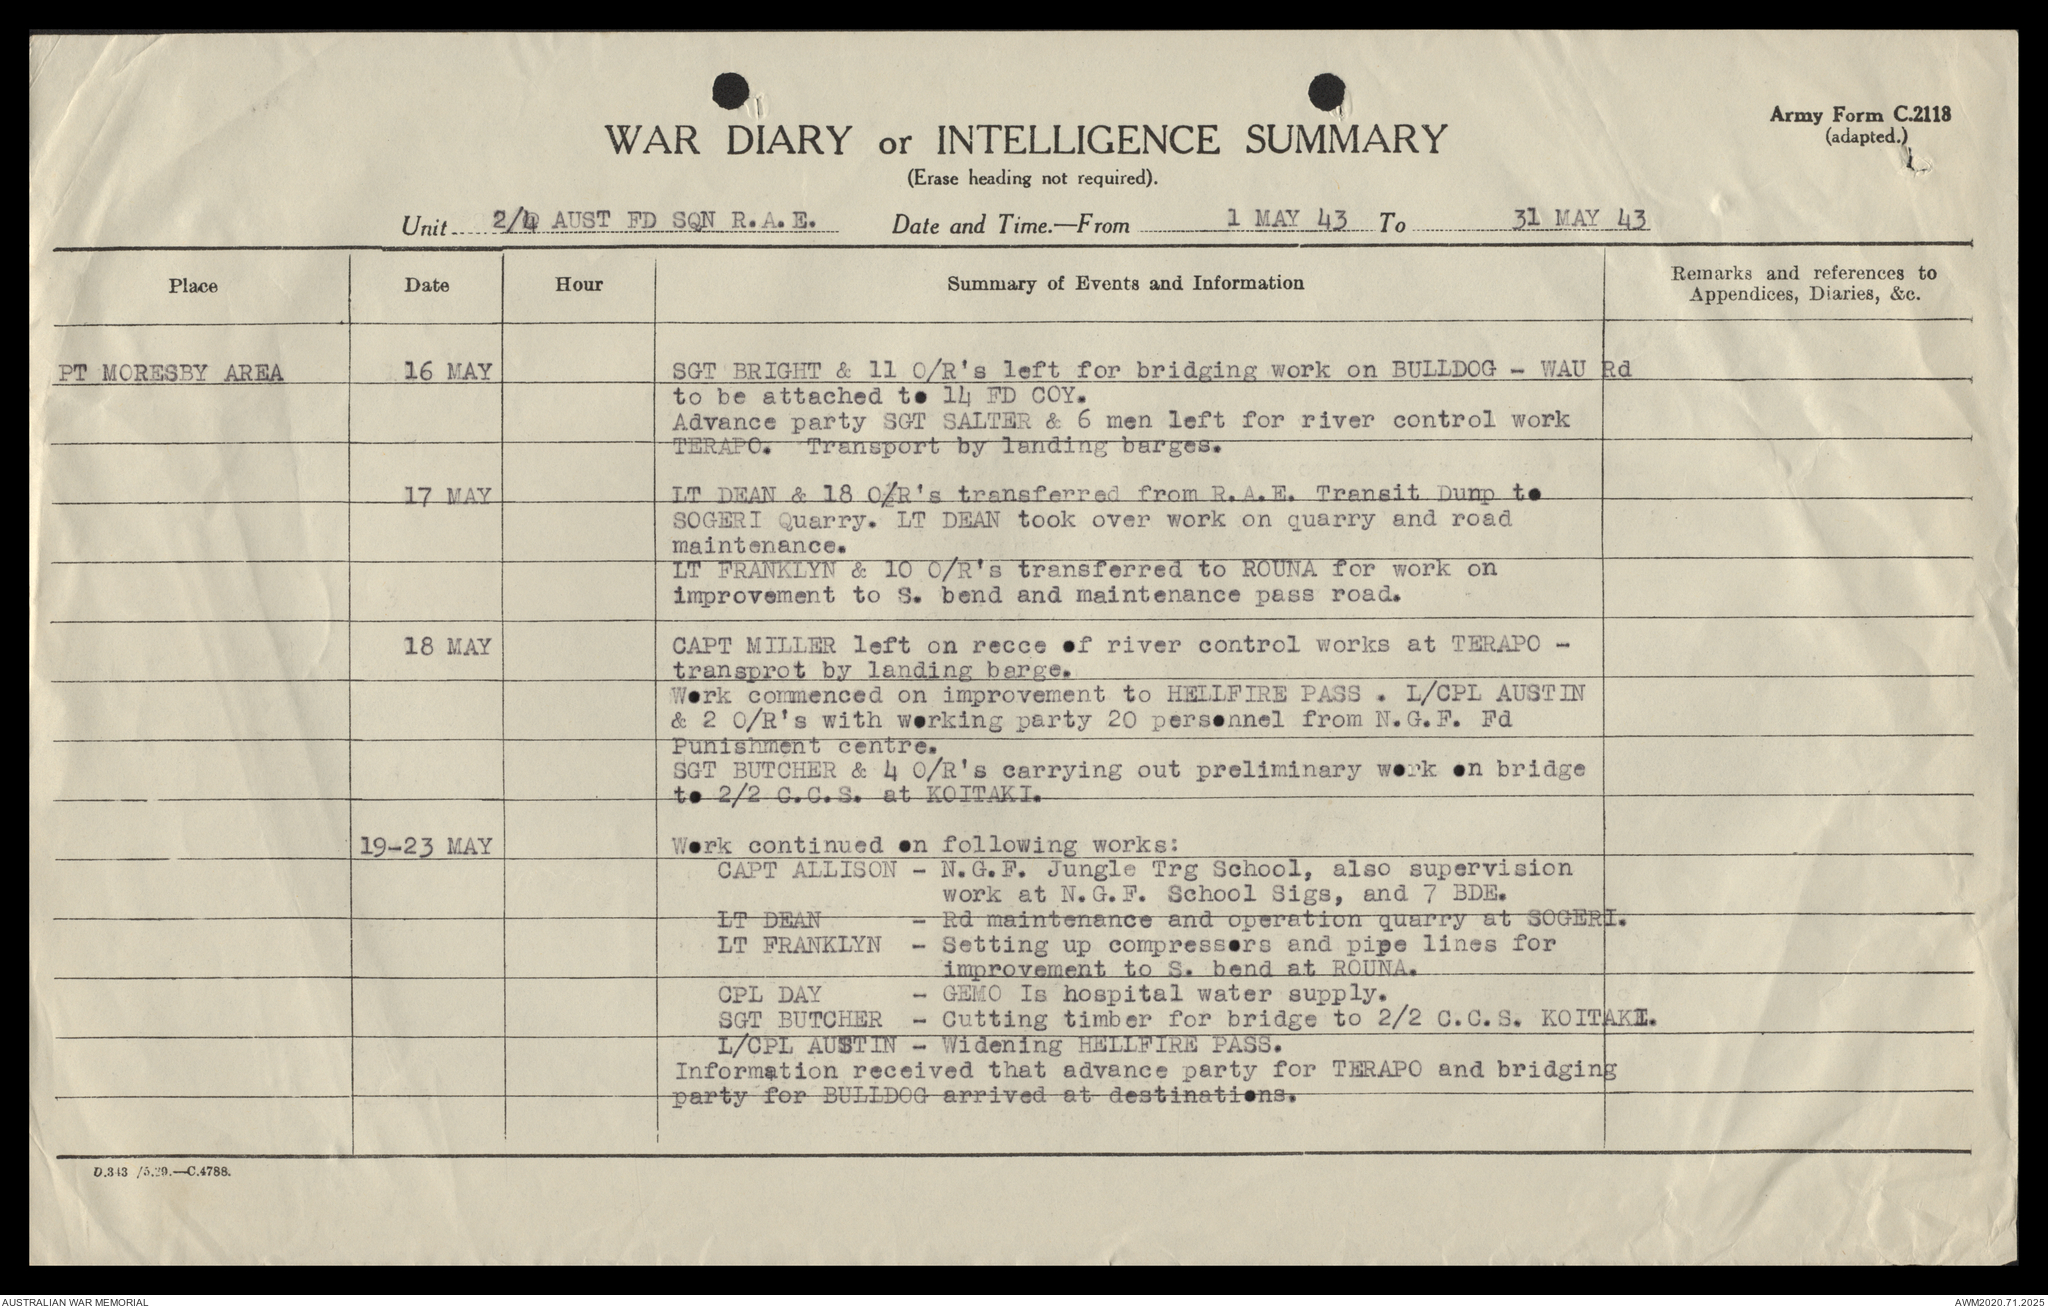 Army Form C.2118
(adapted.)
WAR DIARY or INTELLIGENCE SUMMARY
(Erase heading not required).
Unit 2/4 AUST FD SQN R.A.E. Date and Time.—From 1 MAY 43 To 31 MAY 43
Place Date Hour Summary of Events and Information Remarks and references to
Appendices, Diaries, &c.
PT MORESBY AREA 16 MAY SGT BRIGHT & 11 O/R's left for bridging work on BULLDOG - WAU Rd
to be attached to 14 FD COY.
Advance party SGT SALTER & 6 men left for river control work
TERAPO. Transport by landing barges.
17 MAY LT DEAN & 18 O/R's transferred from R.A.E. Transit Dump to
SOGERI Quarry. LT DEAN took over work on quarry and road
maintenance.
LT FRANKLYN & 10 O/R's transferred to ROUNA for work on
improvement to S. bend and maintenance pass road.
18 MAY CAPT MILLER left on recce of river control works at TERAPO -
transprot by landing barge.
Work commenced on improvement to HELLFIRE PASS . L/CPL AUSTIN
& 2 O/R's with working party 20 personnel from N.G.F. Fd
Punishment centre.
SGT BUTCHER & 4 O/R's carrying out preliminary work on bridge
to 2/2 C.C.S. at KOITAKI.
19-23 MAY Work continued on following works:
CAPT ALLISON - N.G.F. Jungle Trg School, also supervision
work at N.G.F. School Sigs, and 7 BDE.
LT DEAN - Rd maintenance and operation quarry at SOGERI.
LT FRANKLYN - Setting up compressors and pipe lines for
improvement to S. bend at ROUNA.
CPL DAY - GEMO Is hospital water supply.
SGT BUTCHER - Cutting timber for bridge to 2/2 C.C.S. KOITAKI.
L/CPL AUSTIN - Widening HELLFIRE PASS.
Information received that advance party for TERAPO and bridging
party for BULLDOG arrived at destinations.
D.343 /5.39.—C.4788.
AUSTRALIAN WAR MEMORIAL AWM2020.71.2025